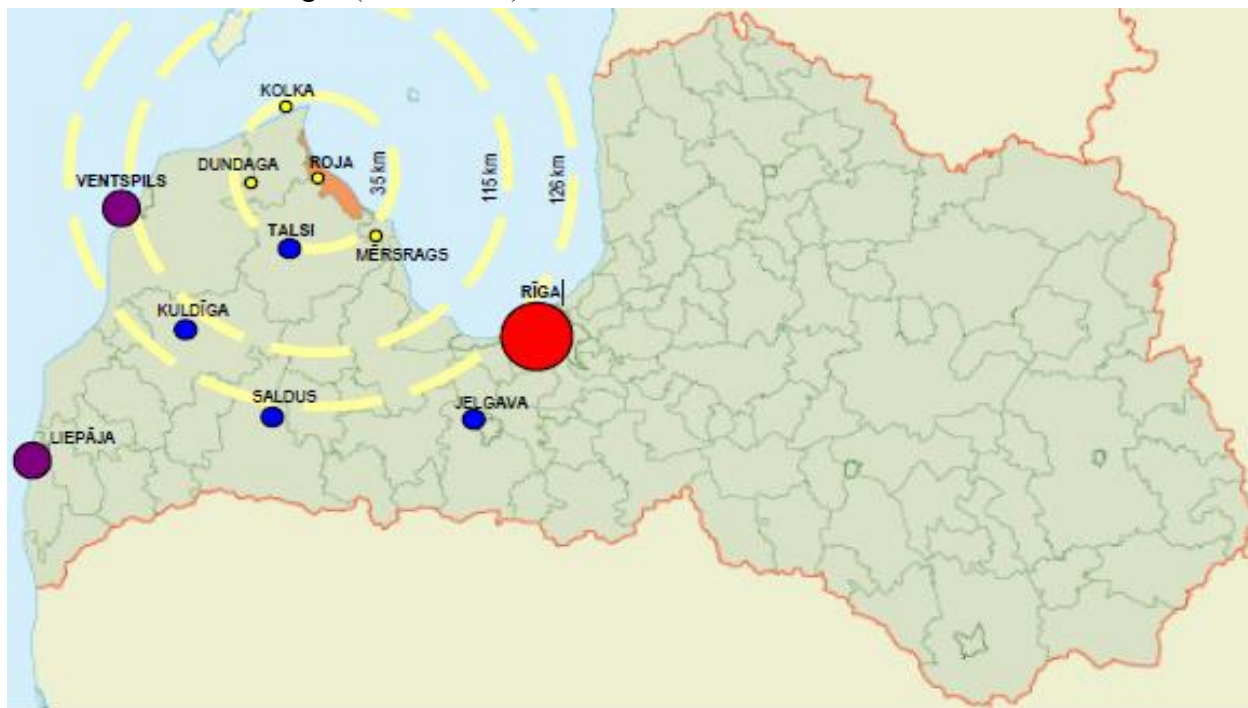 KOLKA
DUNDAGA
ROJA
35 km
115 km
126 km
VENTSPILS
TALSI
MĒRSRAGS
RĪGA
KULDĪGA
SALDUS
JELGAVA
LIEPĀJA